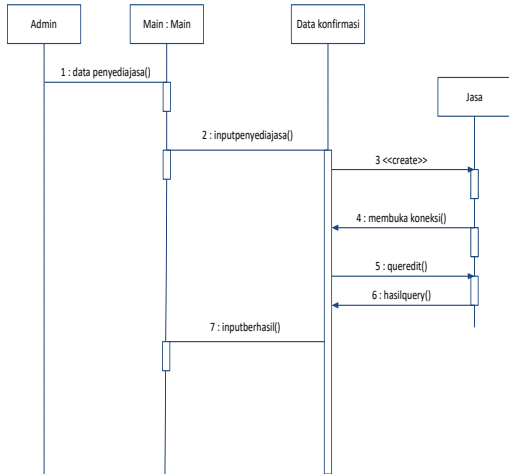 Admin
Main : Main
Data konfirmasi
Jasa
1 : data penyediajasa()
2 : inputpenyediajasa()
3 <<create>>
4 : membuka koneksi()
5 : queredit()
6 : hasilquery()
7 : inputberhasil()